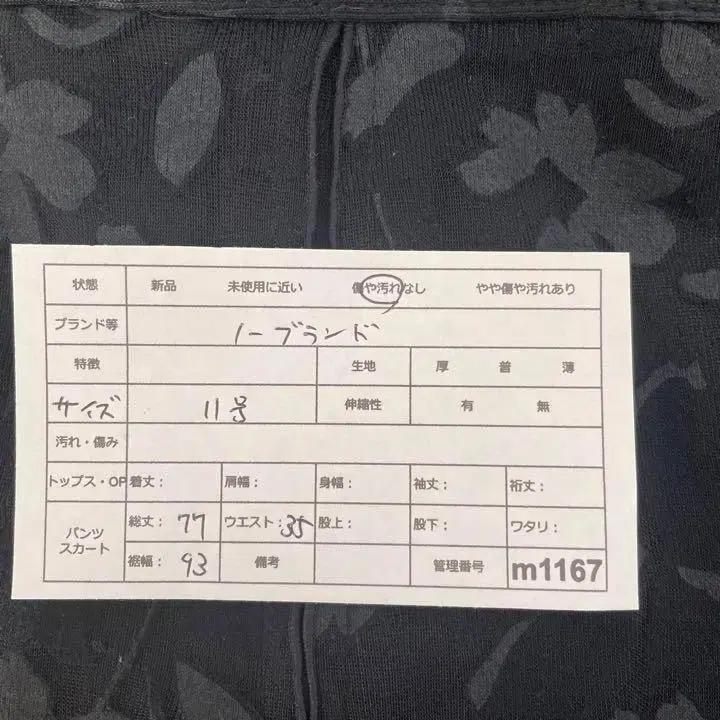 状態 新品 未使用に近い 傷や汚れなし やや傷や汚れあり
ブランド等 ノーブランド
特徴 生地 厚 普 薄
サイズ 11号 伸縮性 有 無
汚れ・傷み
トップス・OP 着丈： 肩幅： 身幅： 袖丈： 裄丈：
パンツ スカート 総丈： 77 ウエスト： 35 股上： 股下： ワタリ：
裾幅： 93 備考 管理番号 m1167